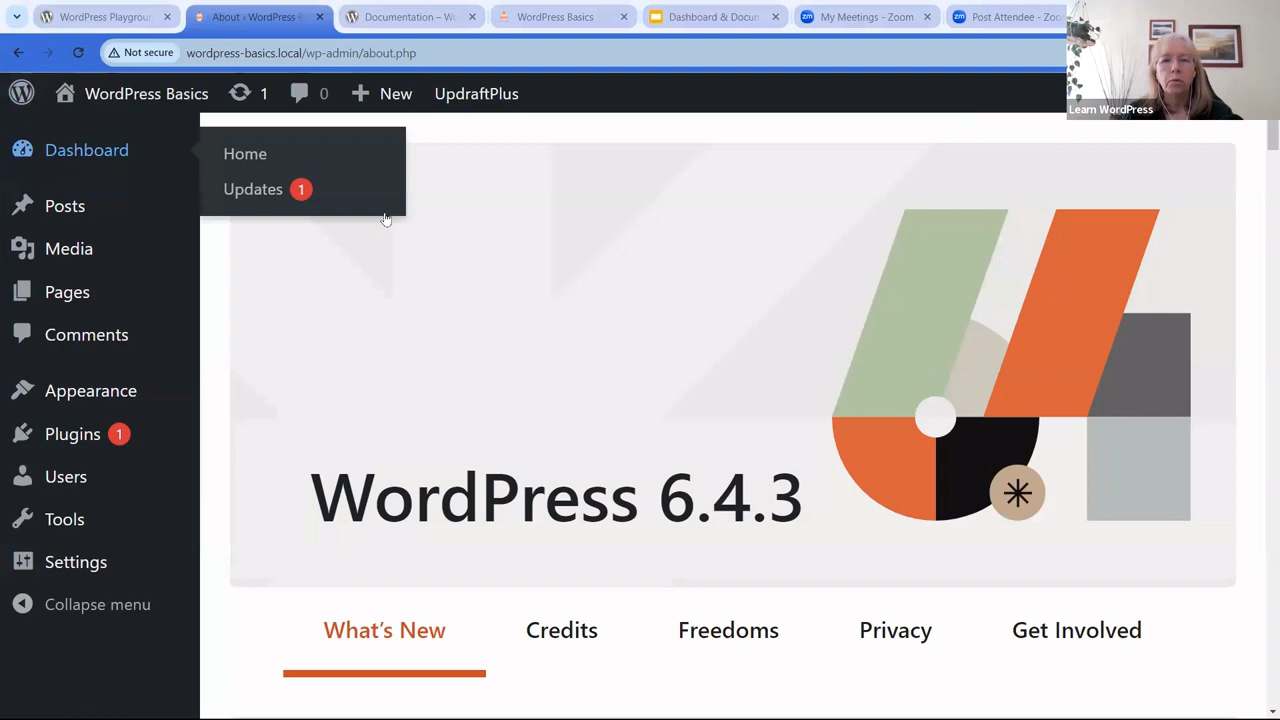 WordPress Playgroun
About ‹ WordPress B
Documentation – Wo
WordPress Basics
Dashboard & Docum
My Meetings - Zoom
Post Attendee - Zoo
Not secure
wordpress-basics.local/wp-admin/about.php
WordPress Basics
1
0
New
UpdraftPlus
Learn WordPress
Dashboard
Home
Updates 1
Posts
Media
Pages
Comments
Appearance
Plugins 1
Users
Tools
Settings
Collapse menu
WordPress 6.4.3
What's New
Credits
Freedoms
Privacy
Get Involved